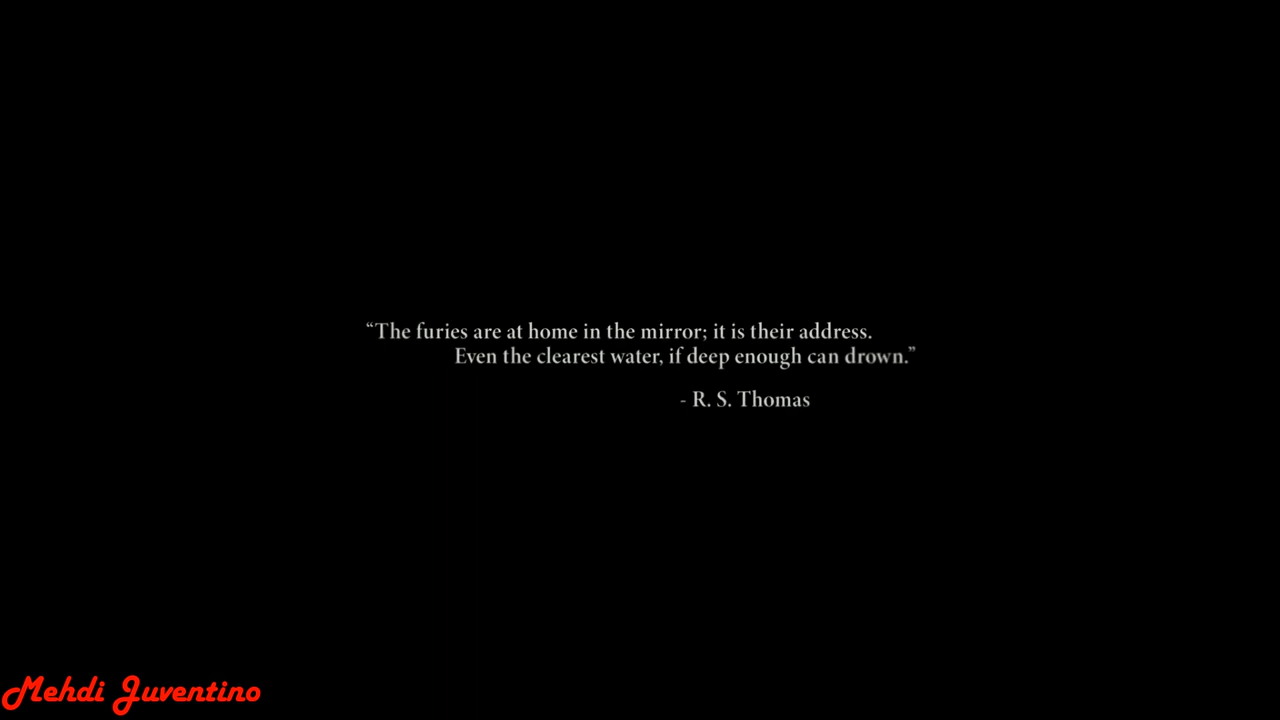 “The furies are at home in the mirror; it is their address.
Even the clearest water, if deep enough can drown.”
- R. S. Thomas
Mehdi Juventino